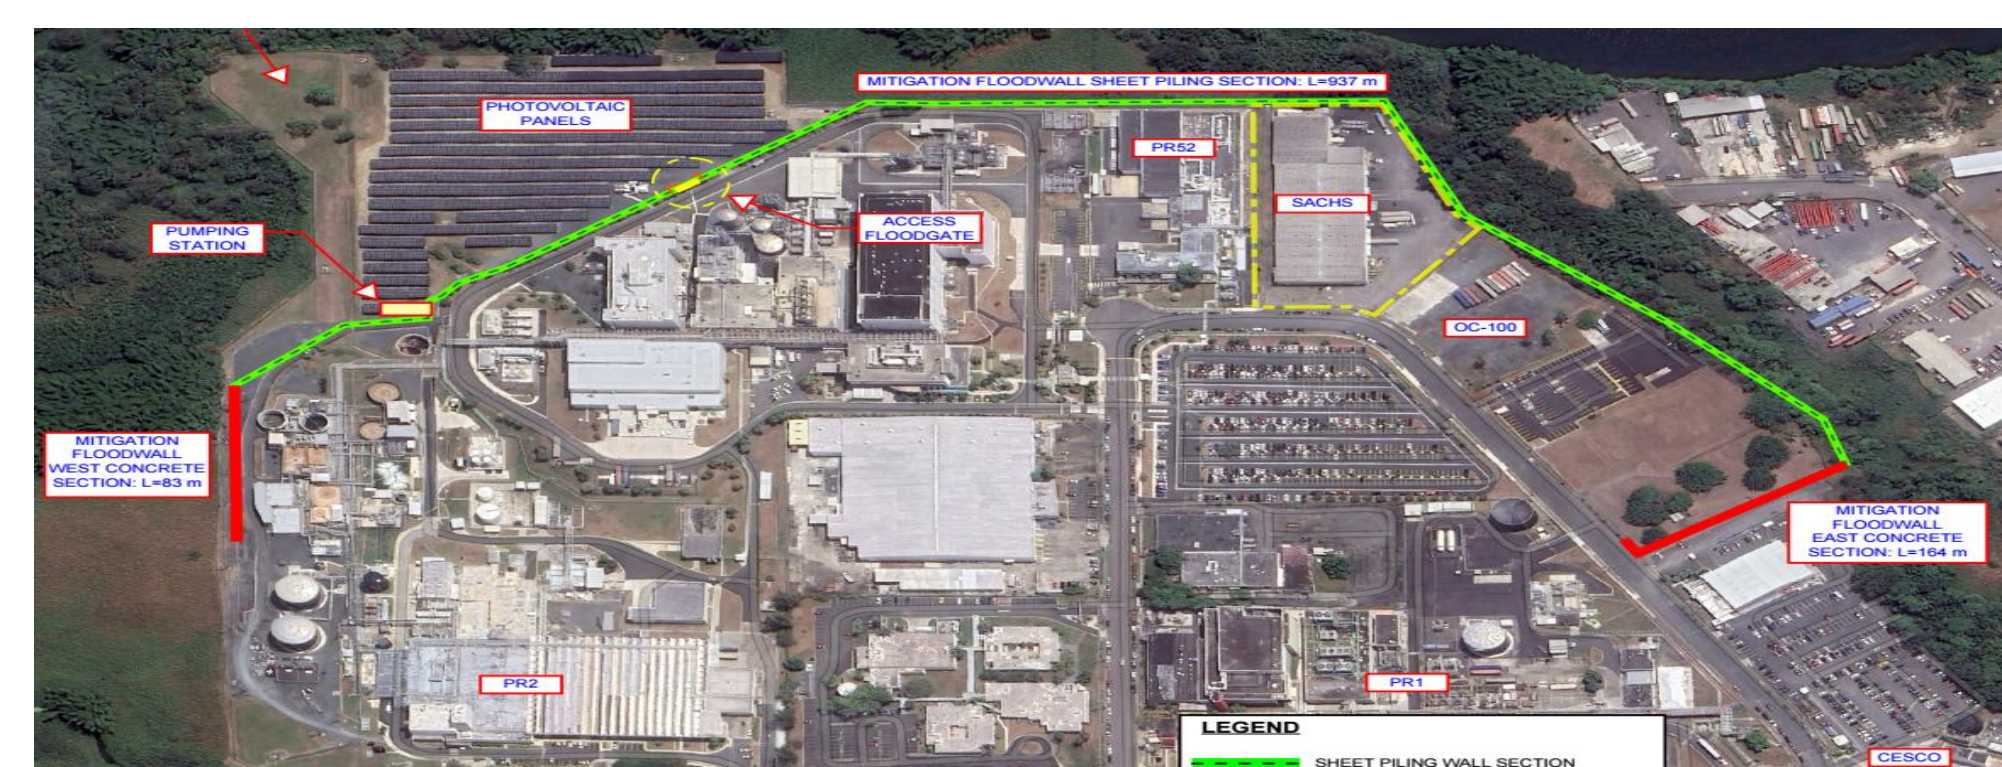 MITIGATION FLOODWALL SHEET PILING SECTION: L=937 m
PHOTOVOLTAIC
PANELS
PR52
SACHS
ACCESS
FLOODGATE
PUMPING
STATION
OC-100
MITIGATION
FLOODWALL
WEST CONCRETE
SECTION: L=83 m
MITIGATION
FLOODWALL
EAST CONCRETE
SECTION: L=164 m
PR2
PR1
LEGEND
SHEET PILING WALL SECTION
CESCO